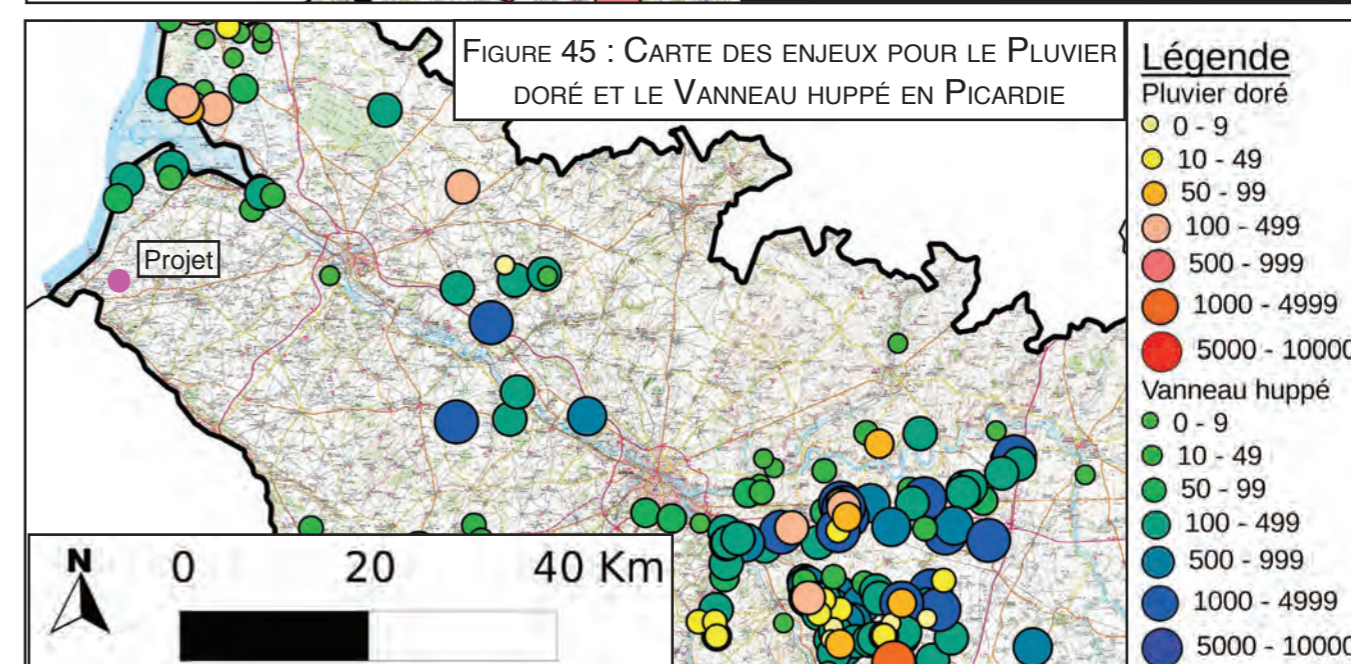 FIGURE 45 : CARTE DES ENJEUX POUR LE PLUVIER
DORÉ ET LE VANNEAU HUPPÉ EN PICARDIE
Projet
N
0 20 40 Km
Légende
Pluvier doré
0 - 9
10 - 49
50 - 99
100 - 499
500 - 999
1000 - 4999
5000 - 10000
Vanneau huppé
0 - 9
10 - 49
50 - 99
100 - 499
500 - 999
1000 - 4999
5000 - 10000